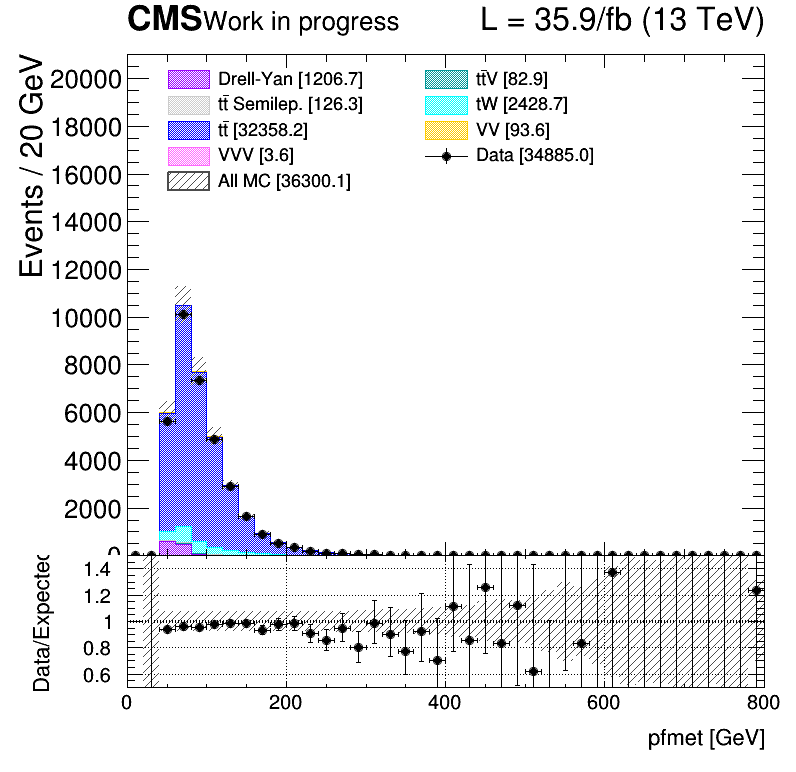 CMS Work in progress L = 35.9/fb (13 TeV)
Events / 20 GeV
20000
18000
16000
14000
12000
10000
8000
6000
4000
2000
0
Drell-Yan [1206.7]
tt̄ Semilep. [126.3]
tt̄ [32358.2]
VVV [3.6]
All MC [36300.1]
tt̄V [82.9]
tW [2428.7]
VV [93.6]
Data [34885.0]
Data/Expected
1.4
1.2
1
0.8
0.6
0 200 400 600 800
pfmet [GeV]